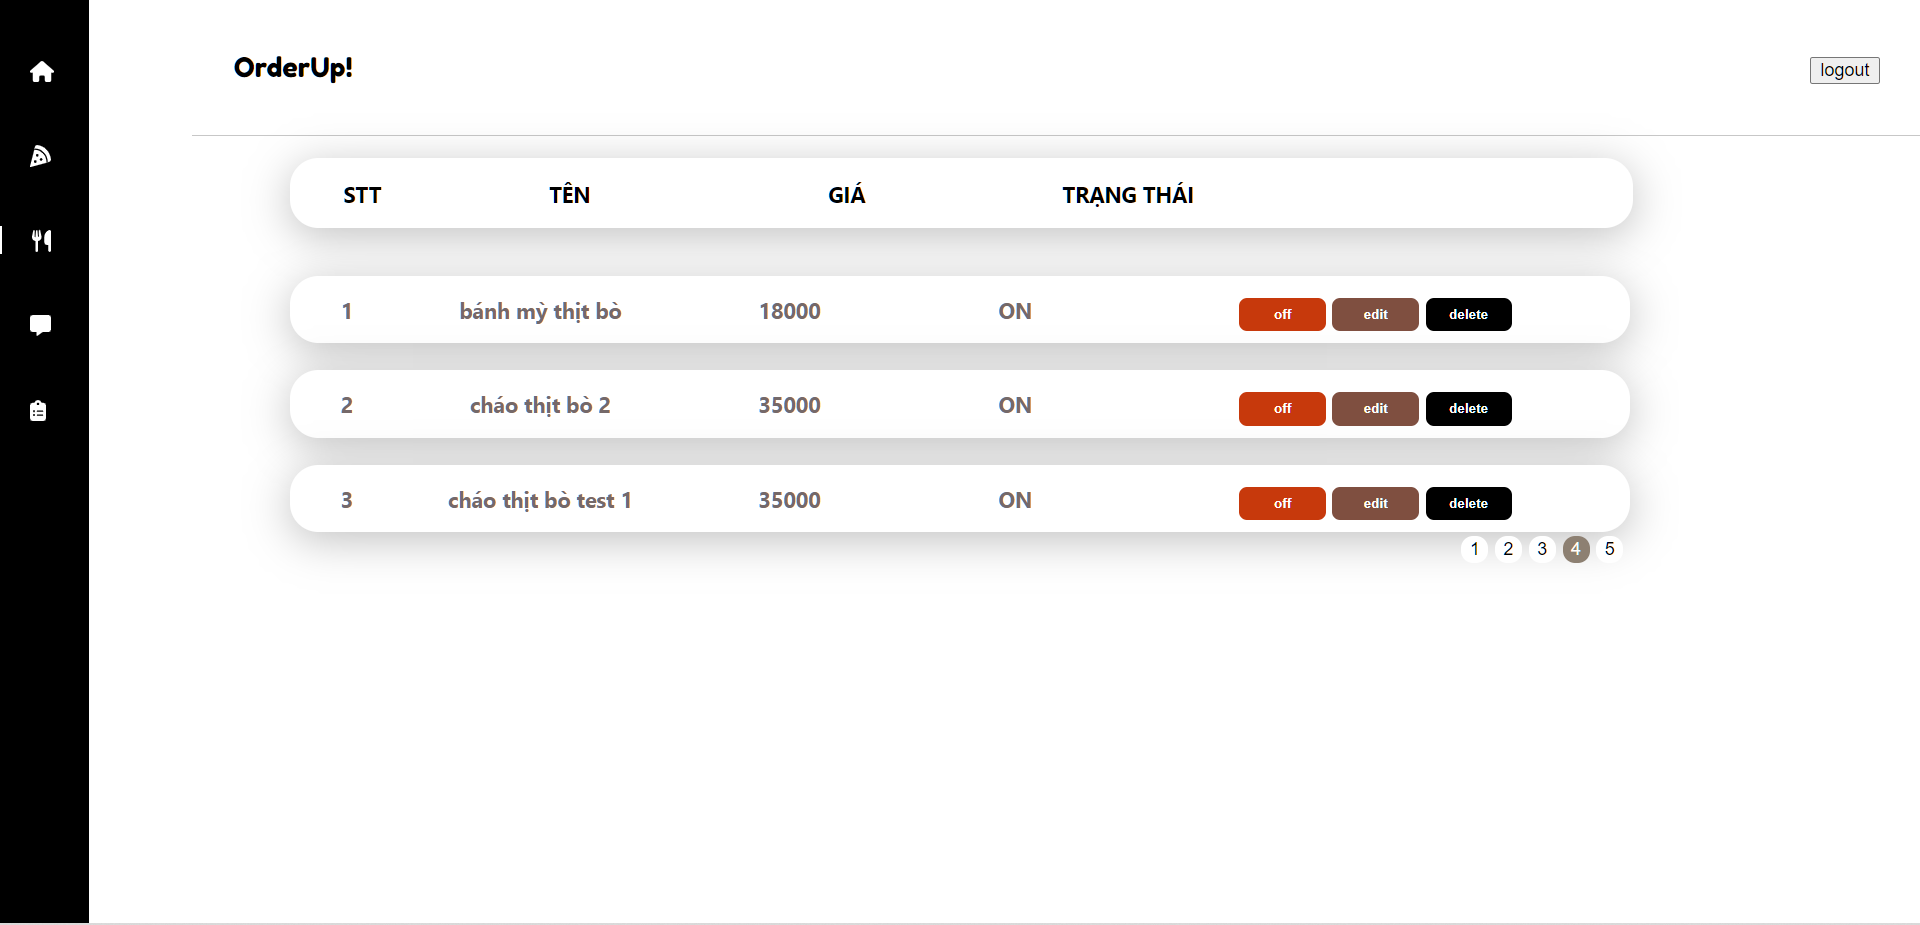 OrderUp! logout
STT TÊN GIÁ TRẠNG THÁI
1 bánh mỳ thịt bò 18000 ON off edit delete
2 cháo thịt bò 2 35000 ON off edit delete
3 cháo thịt bò test 1 35000 ON off edit delete
1 2 3 4 5